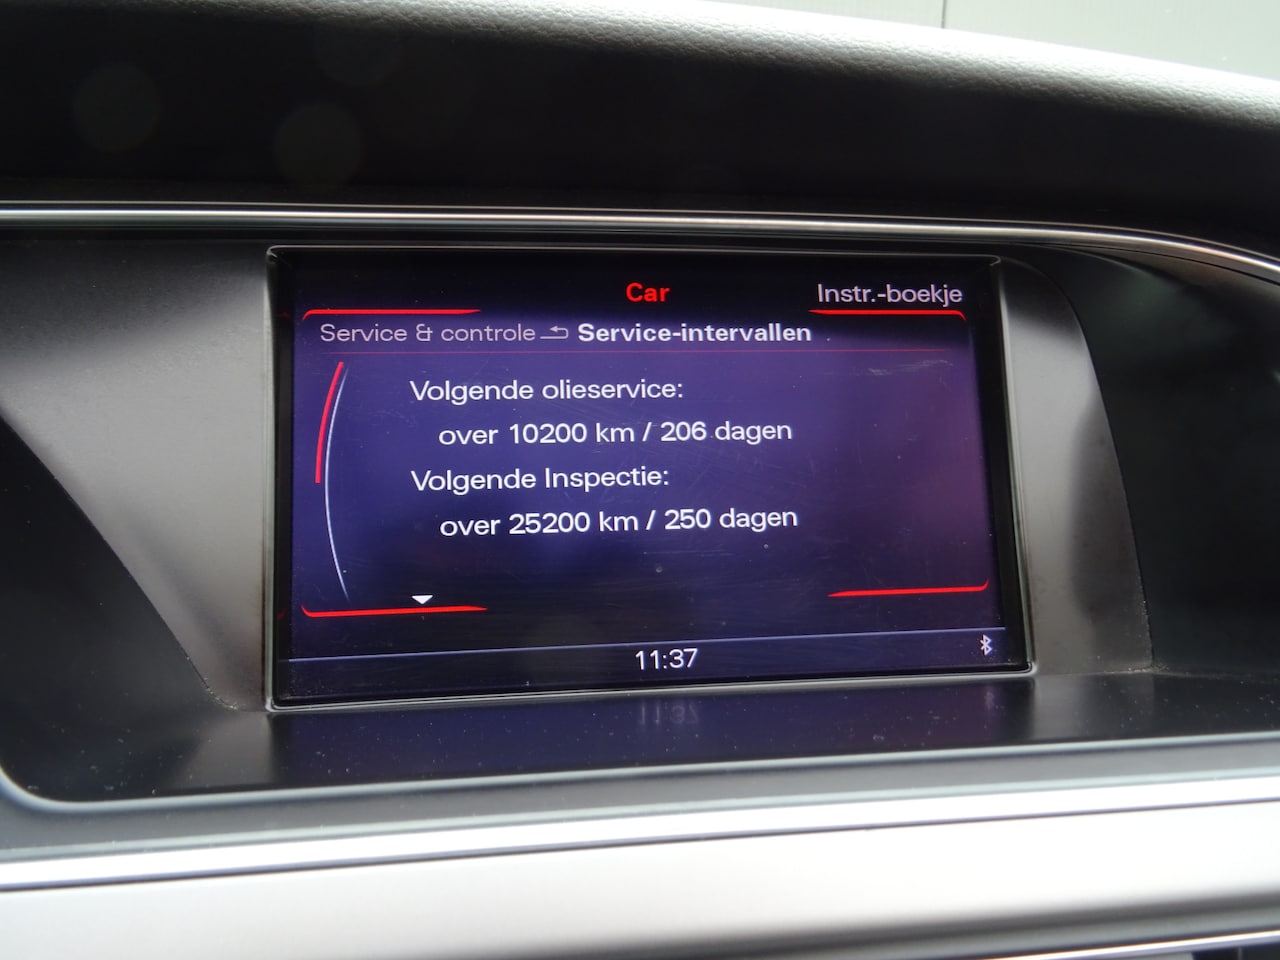 Car
Instr.-boekje
Service & controle Service-intervallen
Volgende olieservice:
over 10200 km / 206 dagen
Volgende Inspectie:
over 25200 km / 250 dagen
11:37